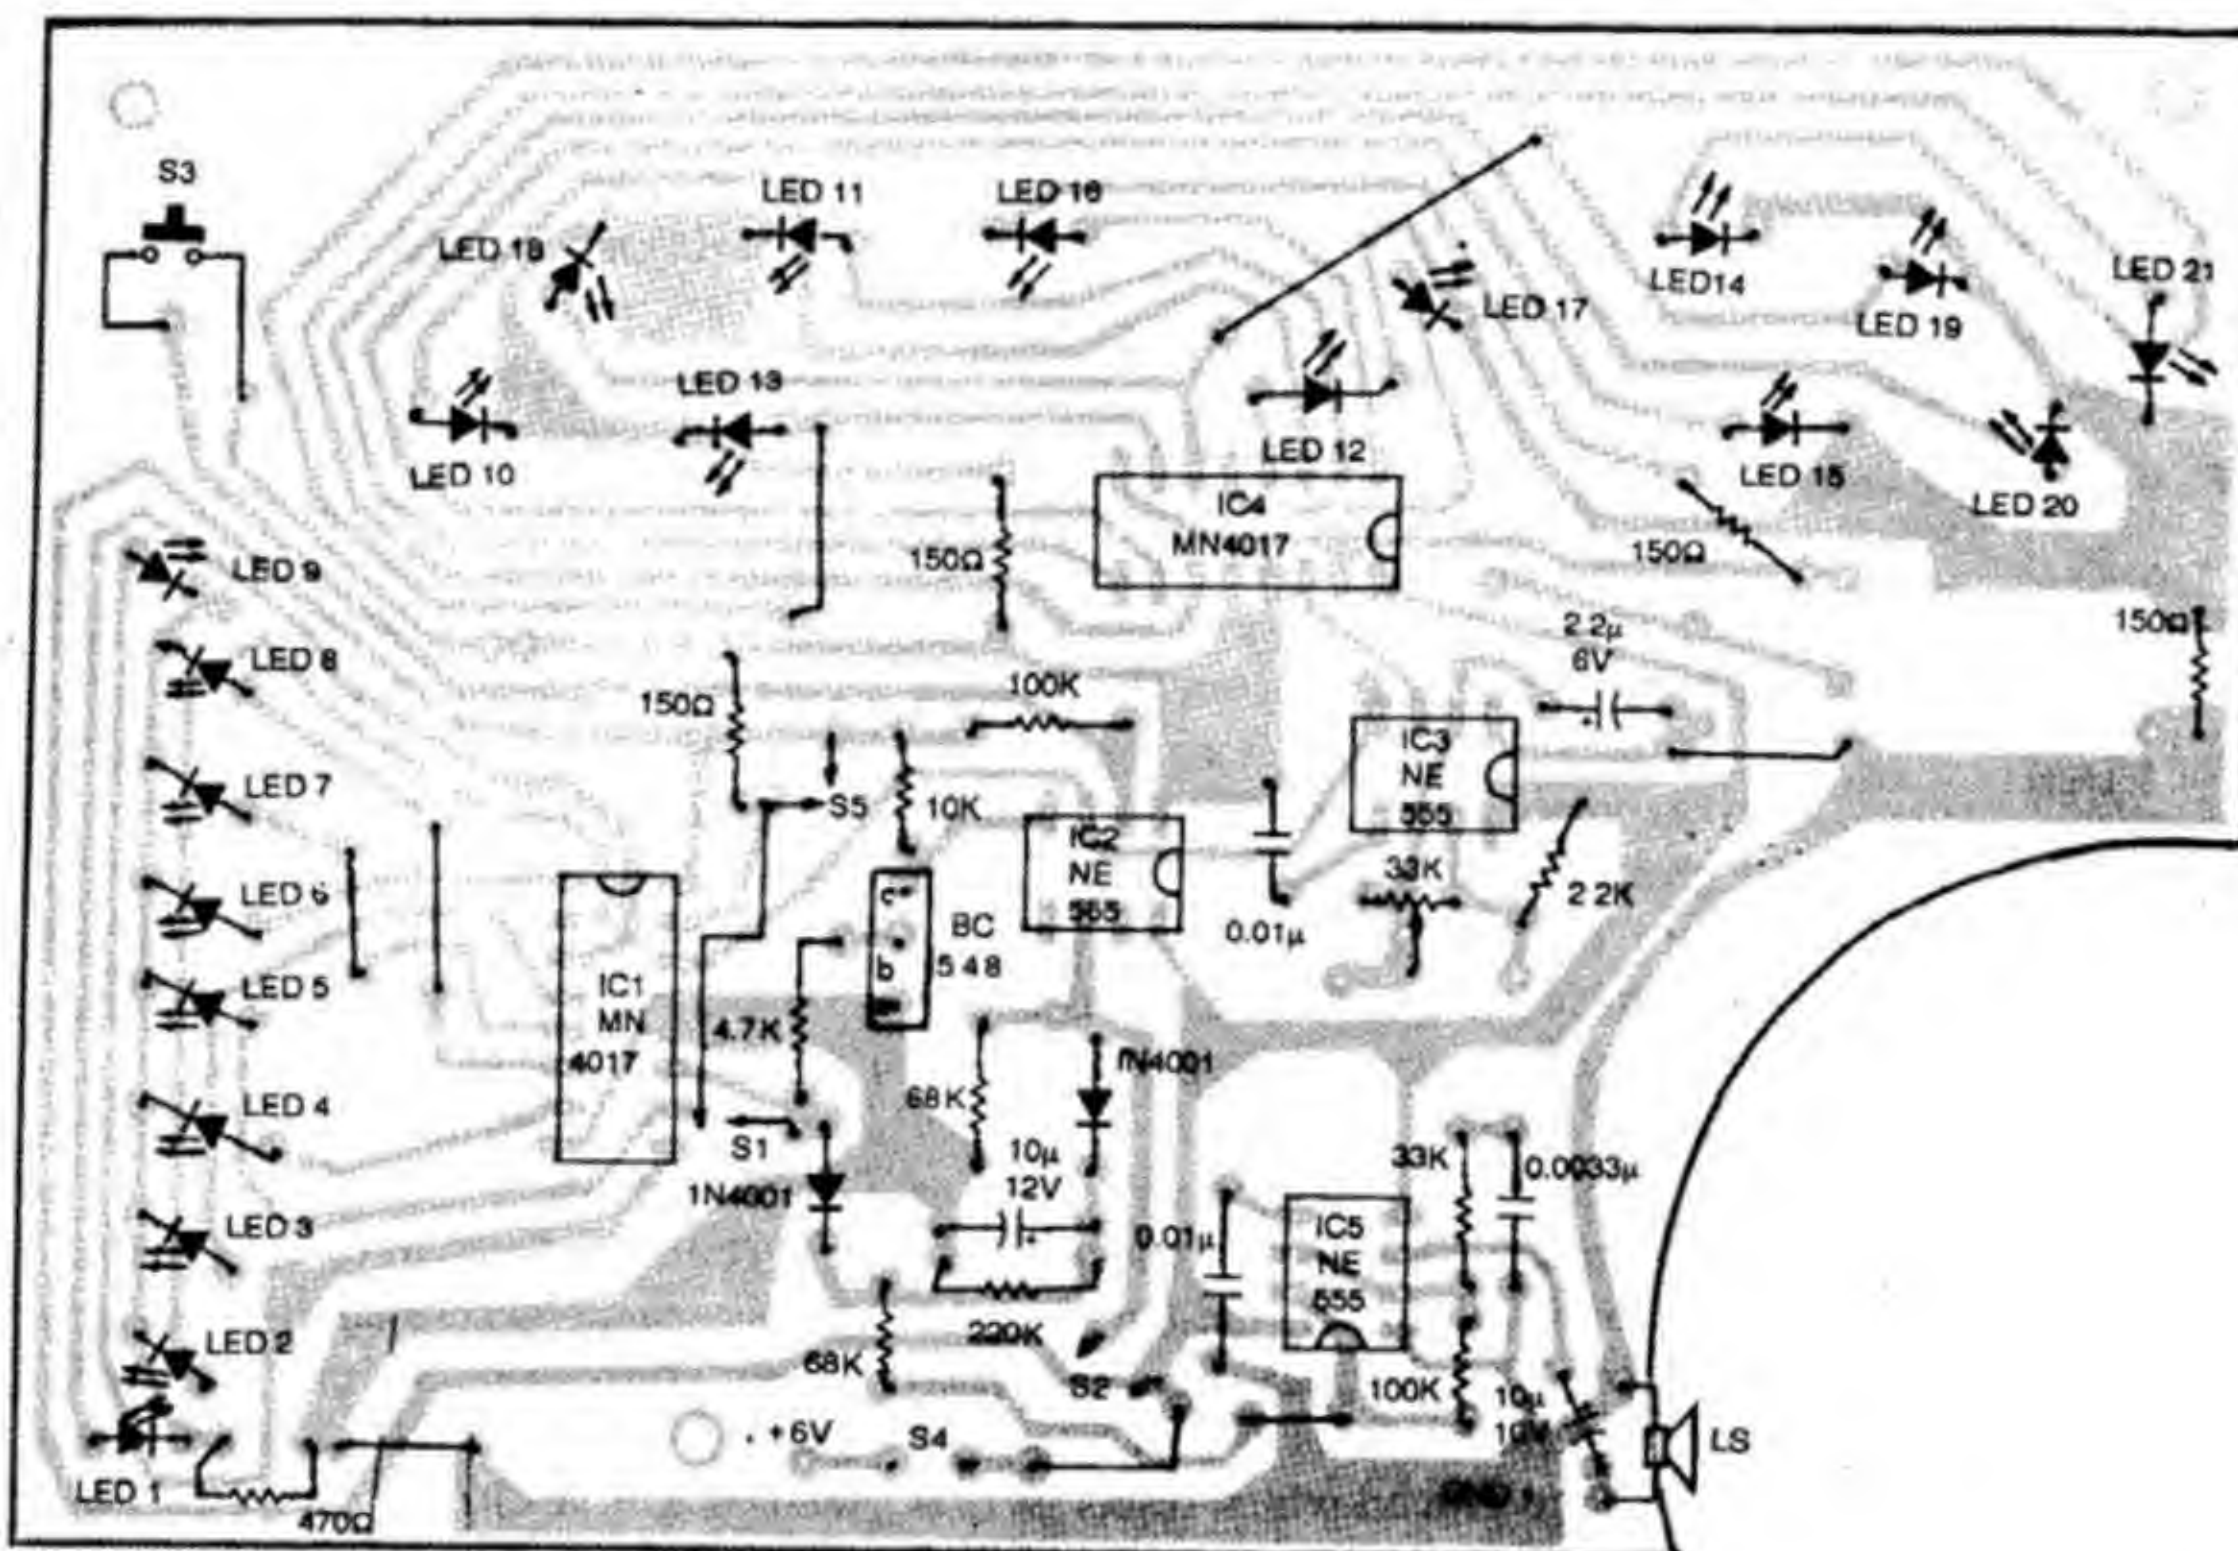 S3
LED 11
LED 16
LED 18
LED14
LED 17
LED 21
LED 19
LED 13
LED 10
LED 12
LED 15
LED 20
IC4
MN4017
150Ω
150Ω
150Ω
LED 9
LED 8
LED 7
LED 6
LED 5
LED 4
LED 3
LED 2
LED 1
470Ω
2.2µ
6V
100K
150Ω
S5
10K
IC3
NE
555
IC2
NE
555
33K
2.2K
0.01µ
c
b
BC
548
IC1
MN
4017
4.7K
S1
1N4001
68K
1N4001
10µ
12V
220K
68K
S2
0.01µ
IC5
NE
555
33K
0.0033µ
100K
10µ
10V
LS
+6V
S4